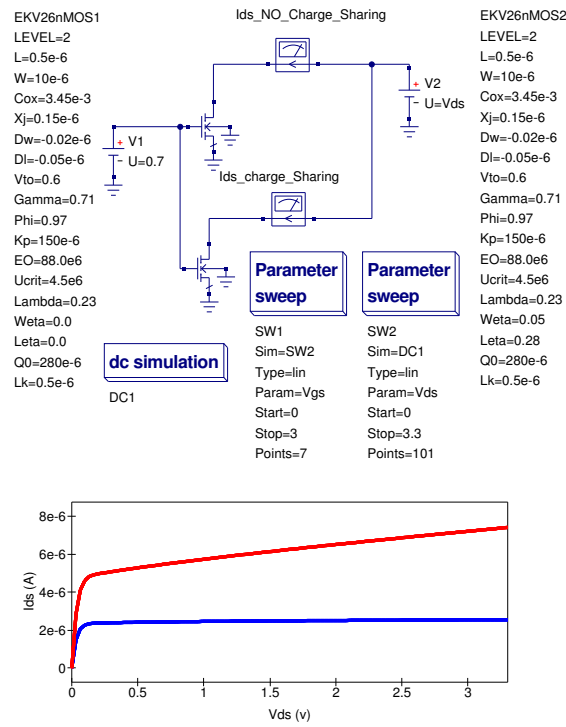 EKV26nMOS1
LEVEL=2
L=0.5e-6
W=10e-6
Cox=3.45e-3
Xj=0.15e-6
Dw=-0.02e-6
Dl=-0.05e-6
Vto=0.6
Gamma=0.71
Phi=0.97
Kp=150e-6
EO=88.0e6
Ucrit=4.5e6
Lambda=0.23
Weta=0.0
Leta=0.0
Q0=280e-6
Lk=0.5e-6
Ids_NO_Charge_Sharing
V1
U=0.7
V2
U=Vds
Ids_charge_Sharing
dc simulation
DC1
Parameter
sweep
SW1
Sim=SW2
Type=lin
Param=Vgs
Start=0
Stop=3
Points=7
Parameter
sweep
SW2
Sim=DC1
Type=lin
Param=Vds
Start=0
Stop=3.3
Points=101
EKV26nMOS2
LEVEL=2
L=0.5e-6
W=10e-6
Cox=3.45e-3
Xj=0.15e-6
Dw=-0.02e-6
Dl=-0.05e-6
Vto=0.6
Gamma=0.71
Phi=0.97
Kp=150e-6
EO=88.0e6
Ucrit=4.5e6
Lambda=0.23
Weta=0.05
Leta=0.28
Q0=280e-6
Lk=0.5e-6
8e-6
6e-6
4e-6
2e-6
0
Ids (A)
0 0.5 1 1.5 2 2.5 3
Vds (v)